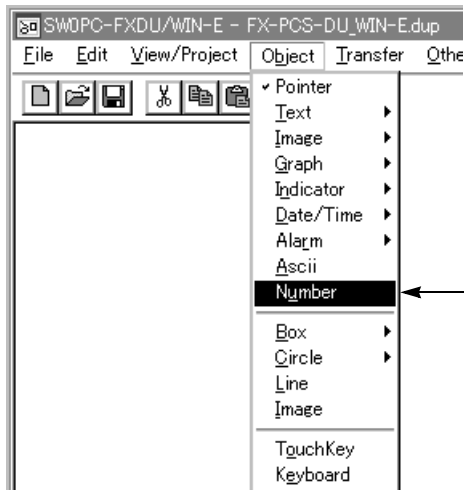 SW0PC-FXDU/WIN-E - FX-PCS-DU_WIN-E.dup
File Edit View/Project Object Transfer Othe
Pointer
Text
Image
Graph
Indicator
Date/Time
Alarm
Ascii
Number
Box
Circle
Line
Image
TouchKey
Keyboard